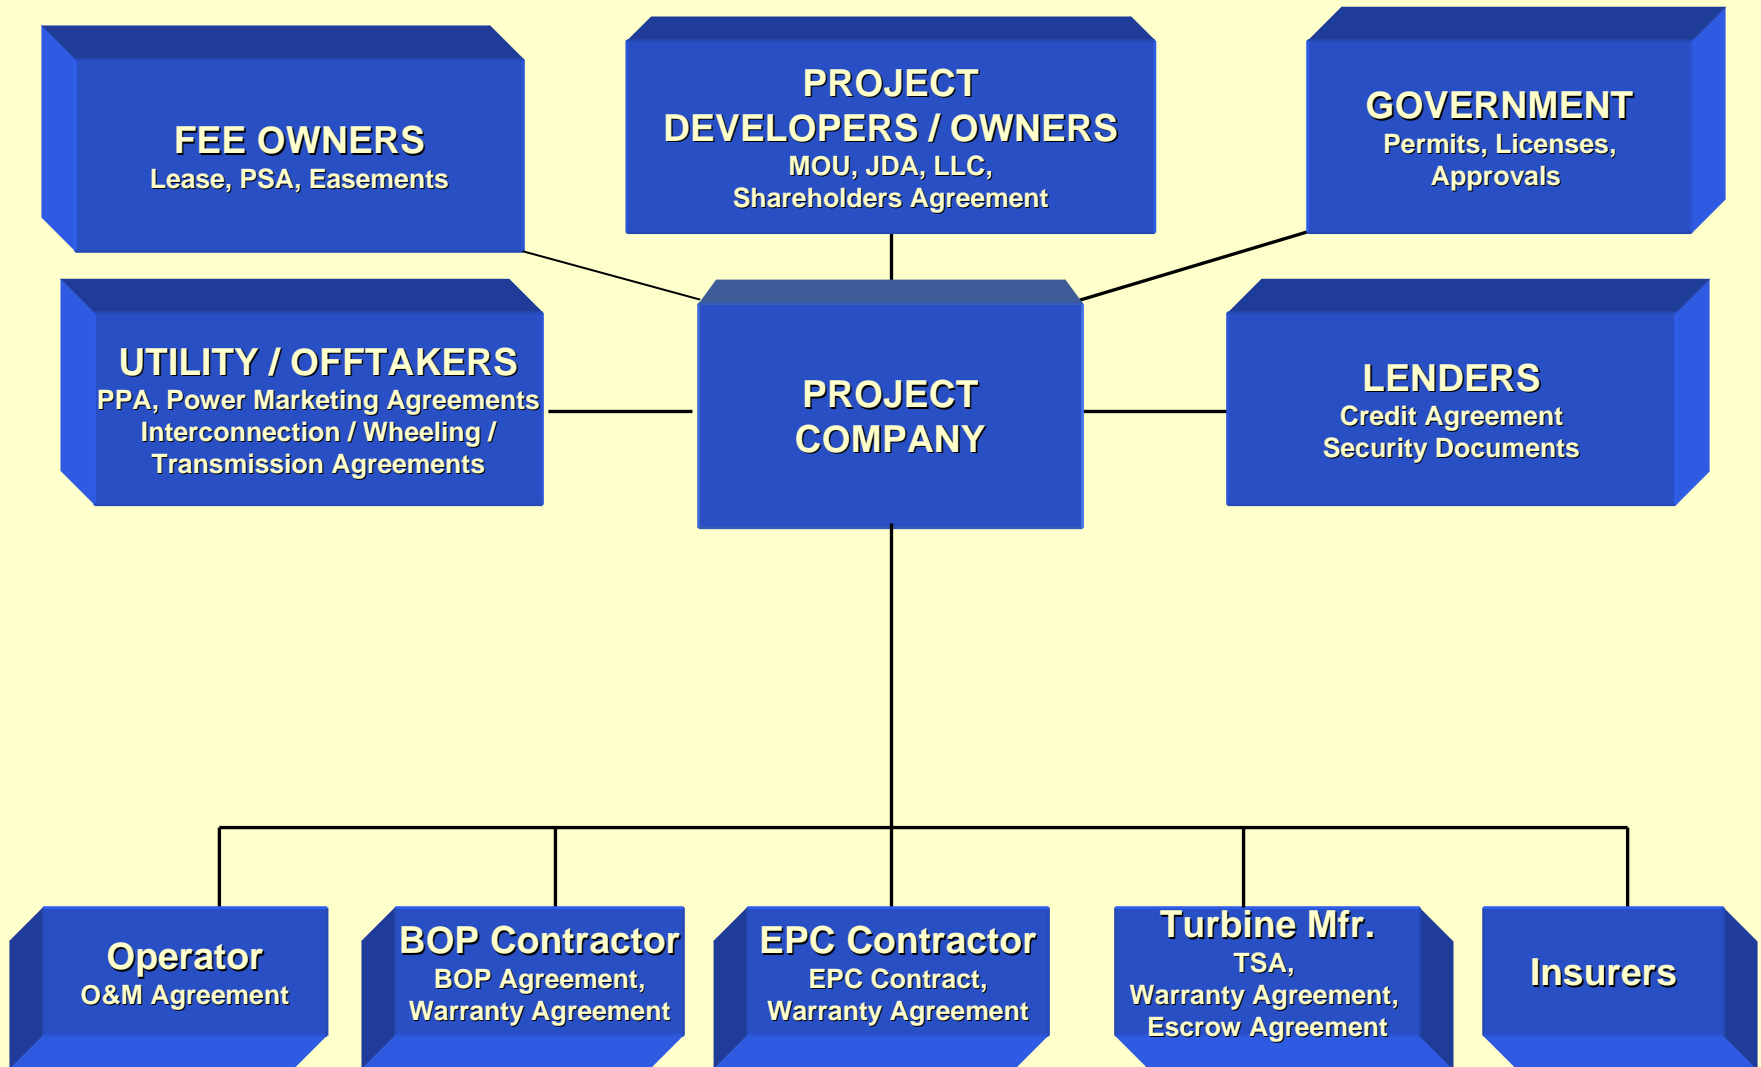 FEE OWNERS
Lease, PSA, Easements
PROJECT
DEVELOPERS / OWNERS
MOU, JDA, LLC,
Shareholders Agreement
GOVERNMENT
Permits, Licenses,
Approvals
UTILITY / OFFTAKERS
PPA, Power Marketing Agreements
Interconnection / Wheeling /
Transmission Agreements
PROJECT
COMPANY
LENDERS
Credit Agreement
Security Documents
Operator
O&M Agreement
BOP Contractor
BOP Agreement,
Warranty Agreement
EPC Contractor
EPC Contract,
Warranty Agreement
Turbine Mfr.
TSA,
Warranty Agreement,
Escrow Agreement
Insurers